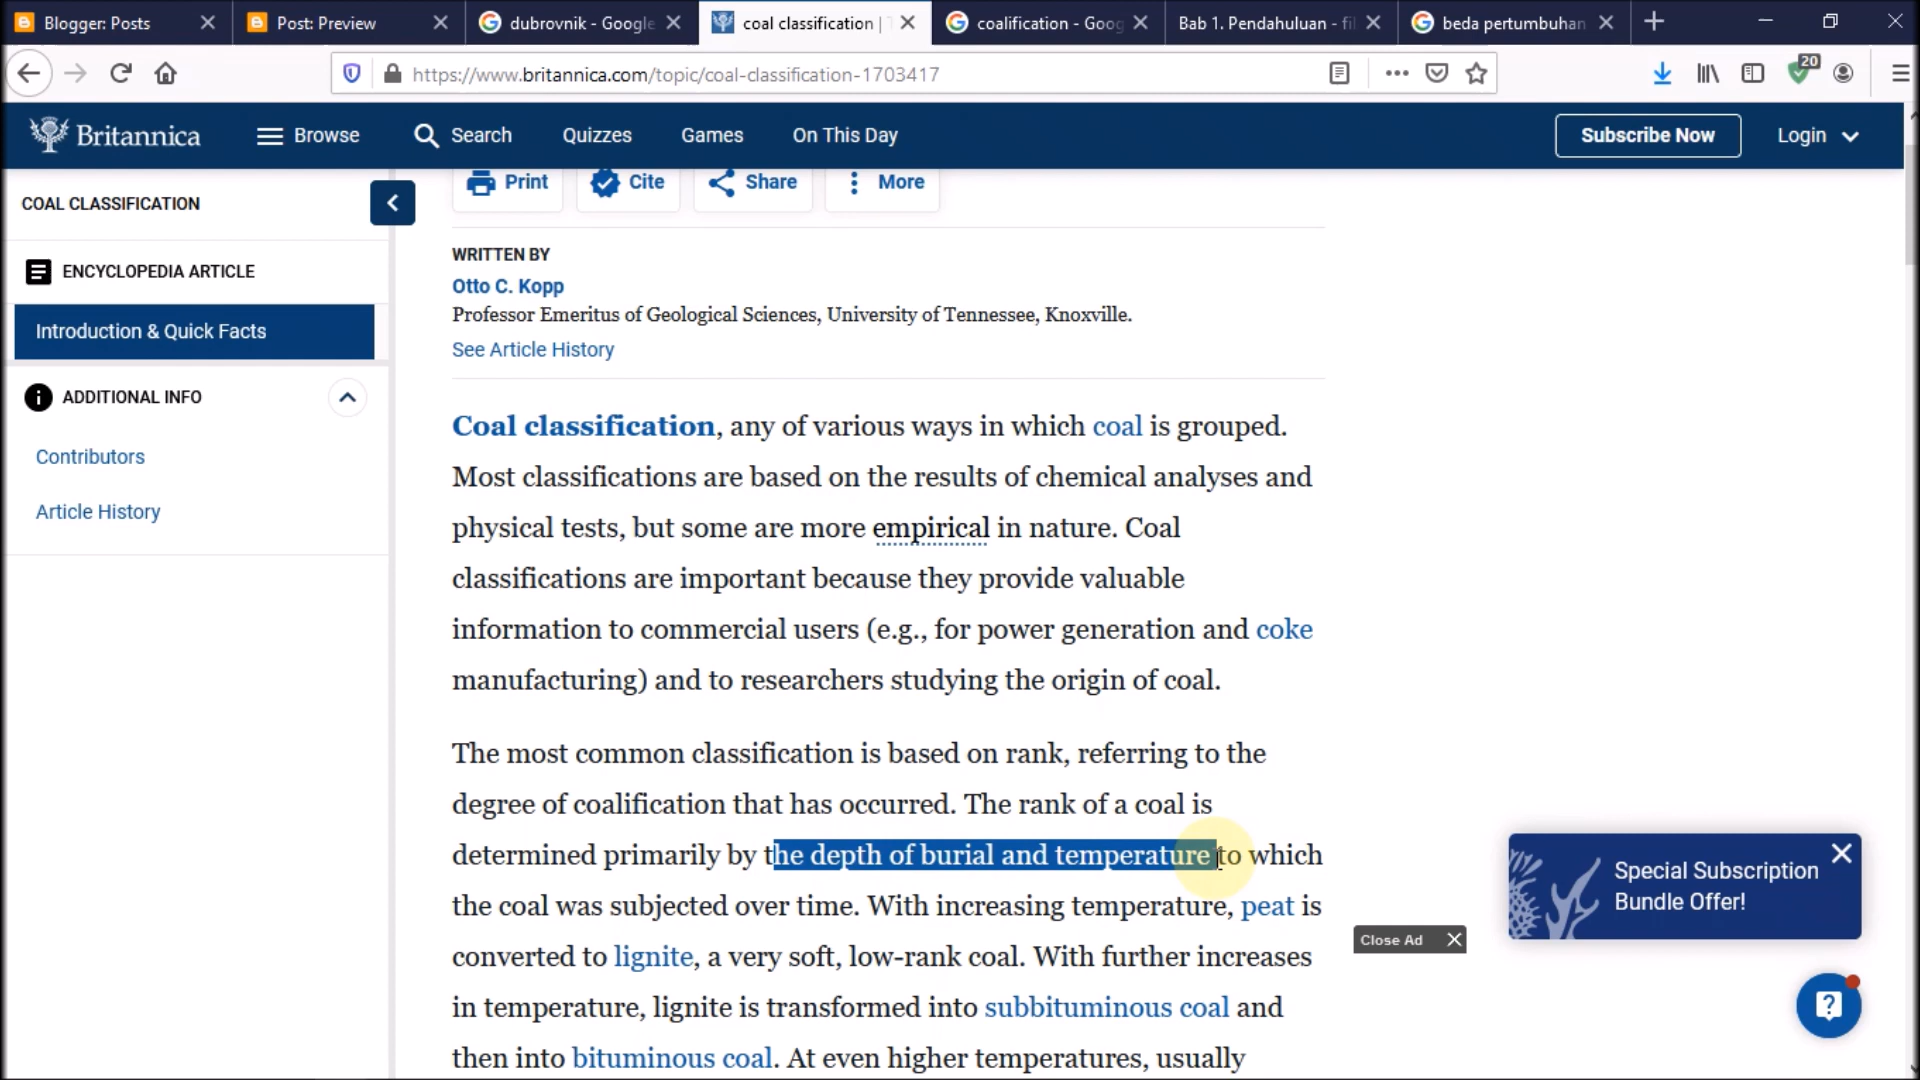 Blogger: Posts
Post: Preview
dubrovnik - Google
coal classification |
coalification - Goog
Bab 1. Pendahuluan - fi
beda pertumbuhan
https://www.britannica.com/topic/coal-classification-1703417
20
Britannica
Browse
Search
Quizzes
Games
On This Day
Subscribe Now
Login
COAL CLASSIFICATION
ENCYCLOPEDIA ARTICLE
Introduction & Quick Facts
ADDITIONAL INFO
Contributors
Article History
Print
Cite
Share
More
WRITTEN BY
Otto C. Kopp
Professor Emeritus of Geological Sciences, University of Tennessee, Knoxville.
See Article History
Coal classification, any of various ways in which coal is grouped.
Most classifications are based on the results of chemical analyses and
physical tests, but some are more empirical in nature. Coal
classifications are important because they provide valuable
information to commercial users (e.g., for power generation and coke
manufacturing) and to researchers studying the origin of coal.
The most common classification is based on rank, referring to the
degree of coalification that has occurred. The rank of a coal is
determined primarily by the depth of burial and temperature to which
the coal was subjected over time. With increasing temperature, peat is
converted to lignite, a very soft, low-rank coal. With further increases
in temperature, lignite is transformed into subbituminous coal and
then into bituminous coal. At even higher temperatures, usually
Special Subscription
Bundle Offer!
Close Ad